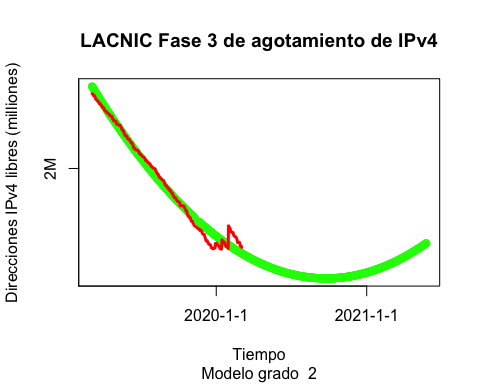 LACNIC Fase 3 de agotamiento de IPv4
Direcciones IPv4 libres (milliones)
2M
2020-1-1
2021-1-1
Tiempo
Modelo grado 2